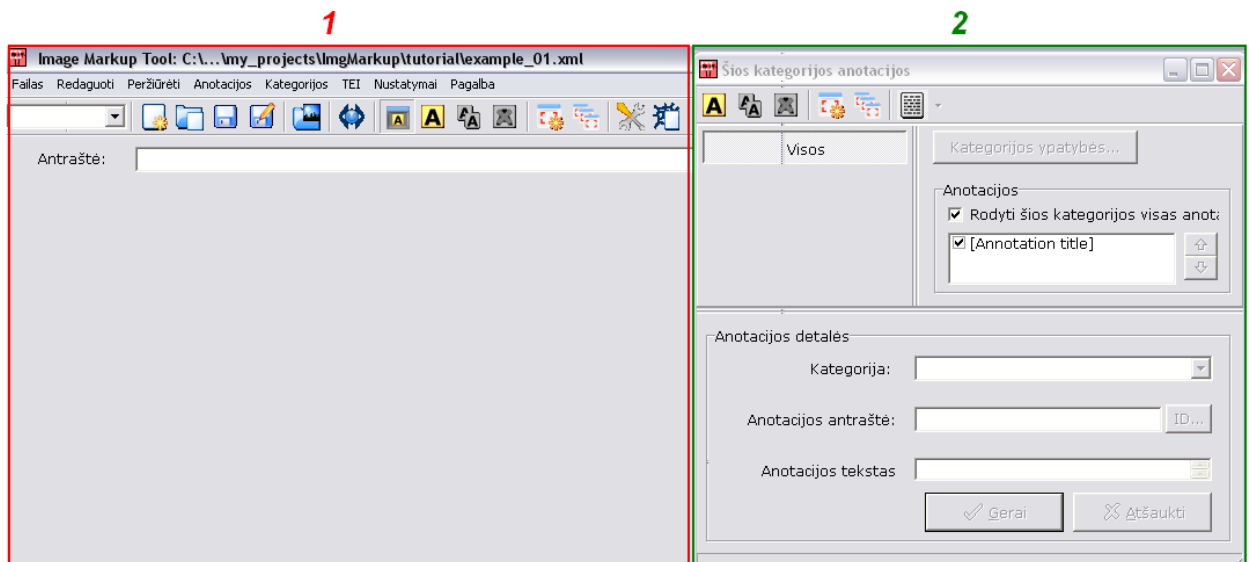 1
2
Image Markup Tool: C:\...\my_projects\ImgMarkup\tutorial\example_01.xml
Failas Redaguoti Peržiūrėti Anotacijos Kategorijos TEI Nustatymai Pagalba
Antraštė:
Šios kategorijos anotacijos
Visos
Kategorijos ypatybės...
Anotacijos
Rodyti šios kategorijos visas anota
[Annotation title]
Anotacijos detalės
Kategorija:
Anotacijos antraštė:
ID...
Anotacijos tekstas
Gerai
Atšaukti